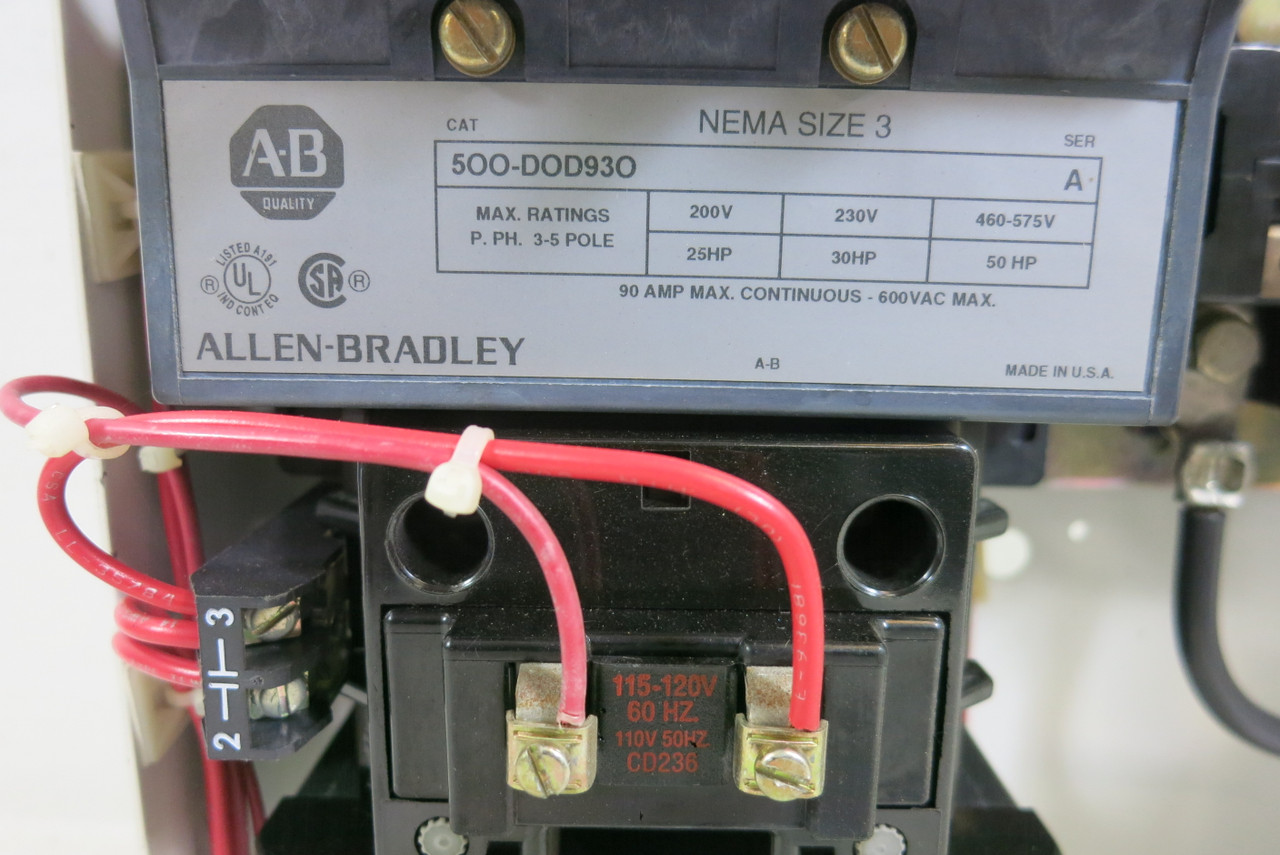 A-B
QUALITY
CAT
NEMA SIZE 3
SER
500-DOD930
A
MAX. RATINGS
P. PH. 3-5 POLE
200V
230V
460-575V
25HP
30HP
50 HP
90 AMP MAX. CONTINUOUS - 600VAC MAX.
LISTED A191
UL
®
IND CONT EQ
SA
®
ALLEN-BRADLEY
A-B
MADE IN U.S.A.
3
2
115-120V
60 HZ.
110V 50HZ.
CD236